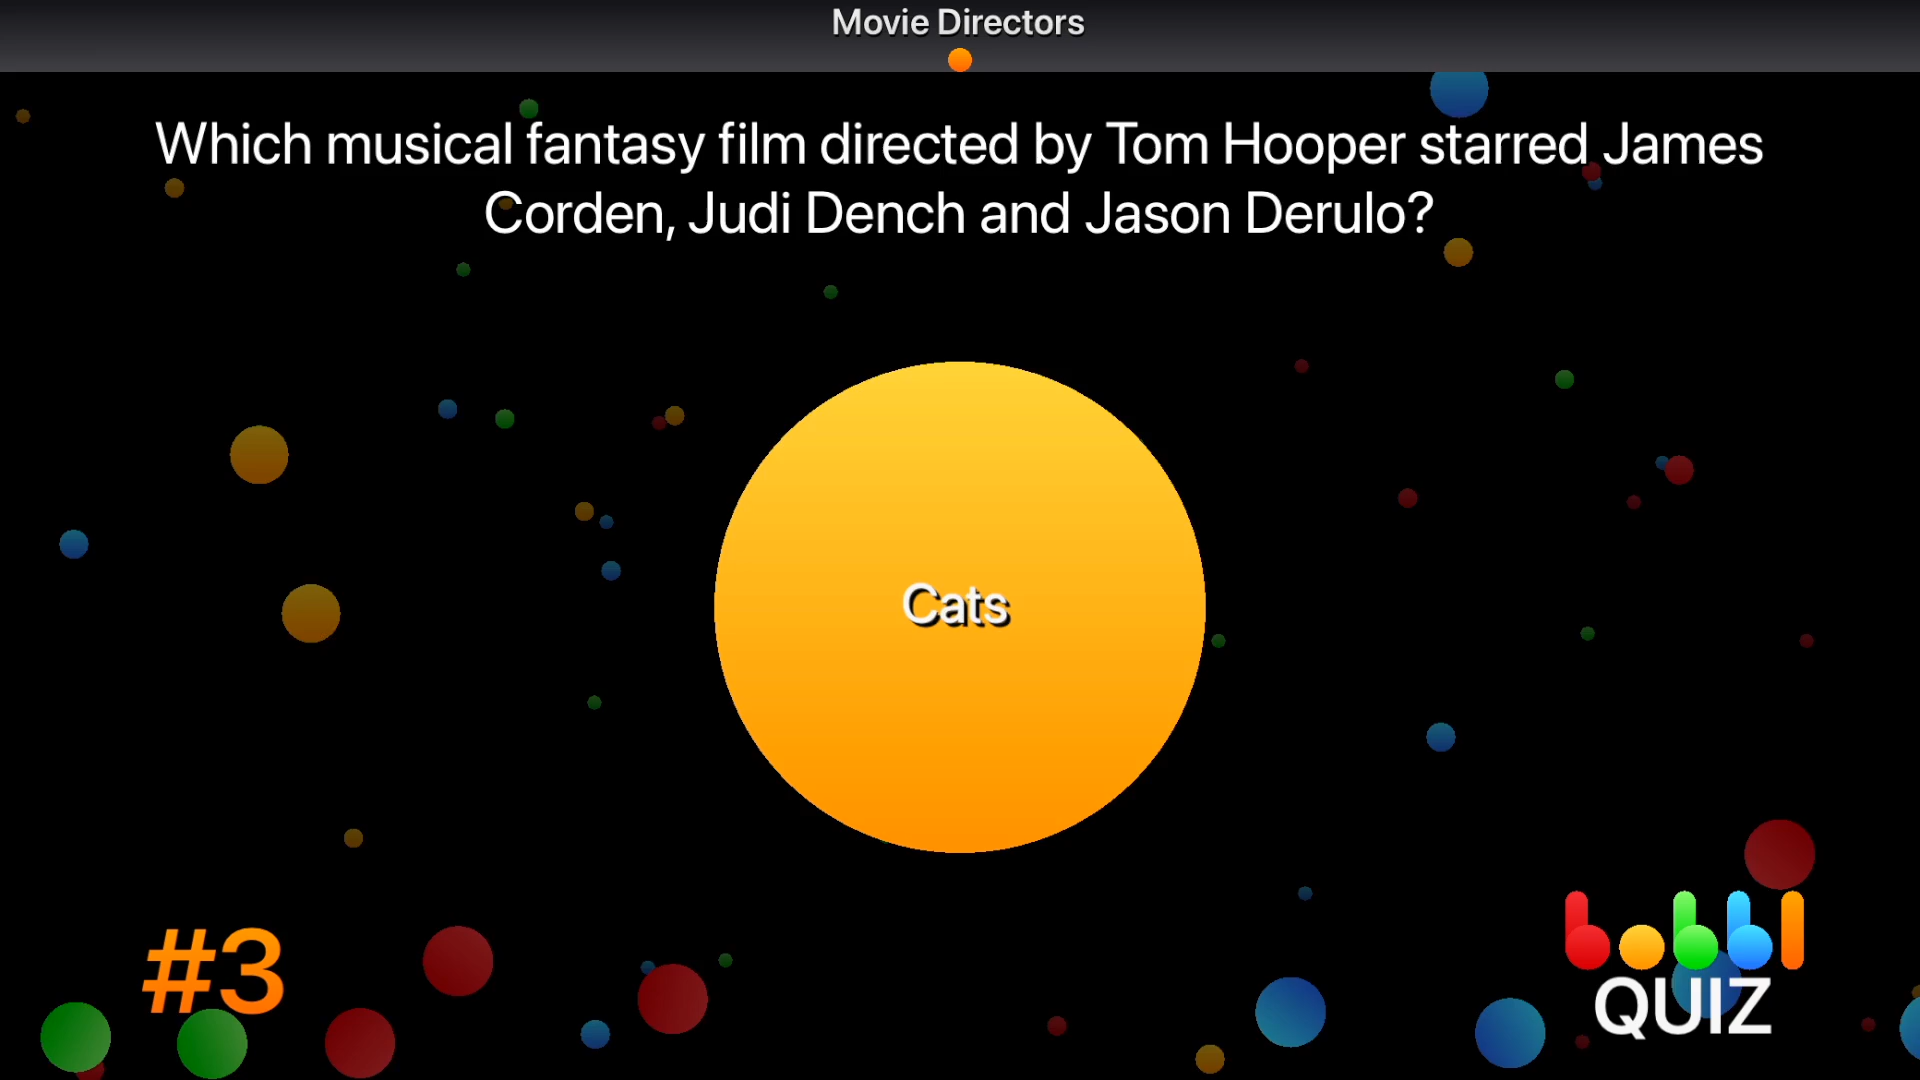 Movie Directors
Which musical fantasy film directed by Tom Hooper starred James
Corden, Judi Dench and Jason Derulo?
Cats
#3
bobbl
QUIZ